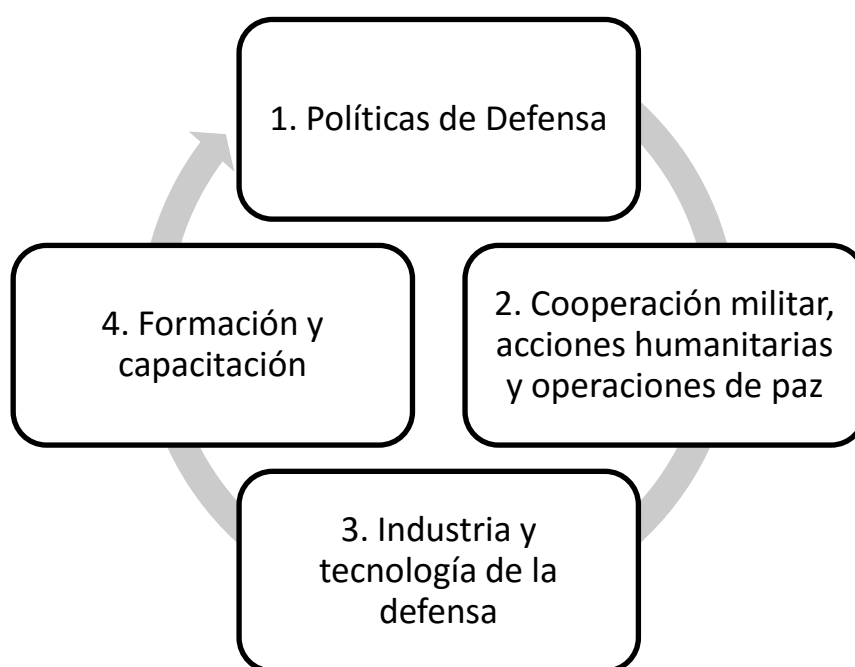 1. Políticas de Defensa
2. Cooperación militar,
acciones humanitarias
y operaciones de paz
3. Industria y
tecnología de la
defensa
4. Formación y
capacitación